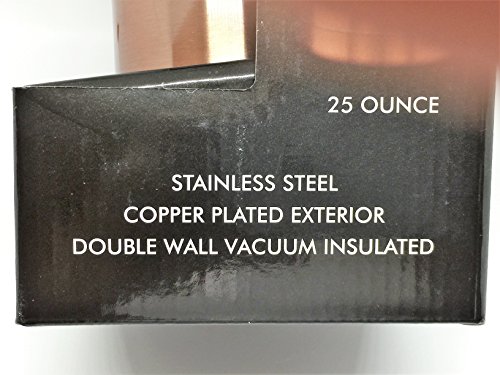 25 OUNCE
STAINLESS STEEL
COPPER PLATED EXTERIOR
DOUBLE WALL VACUUM INSULATED